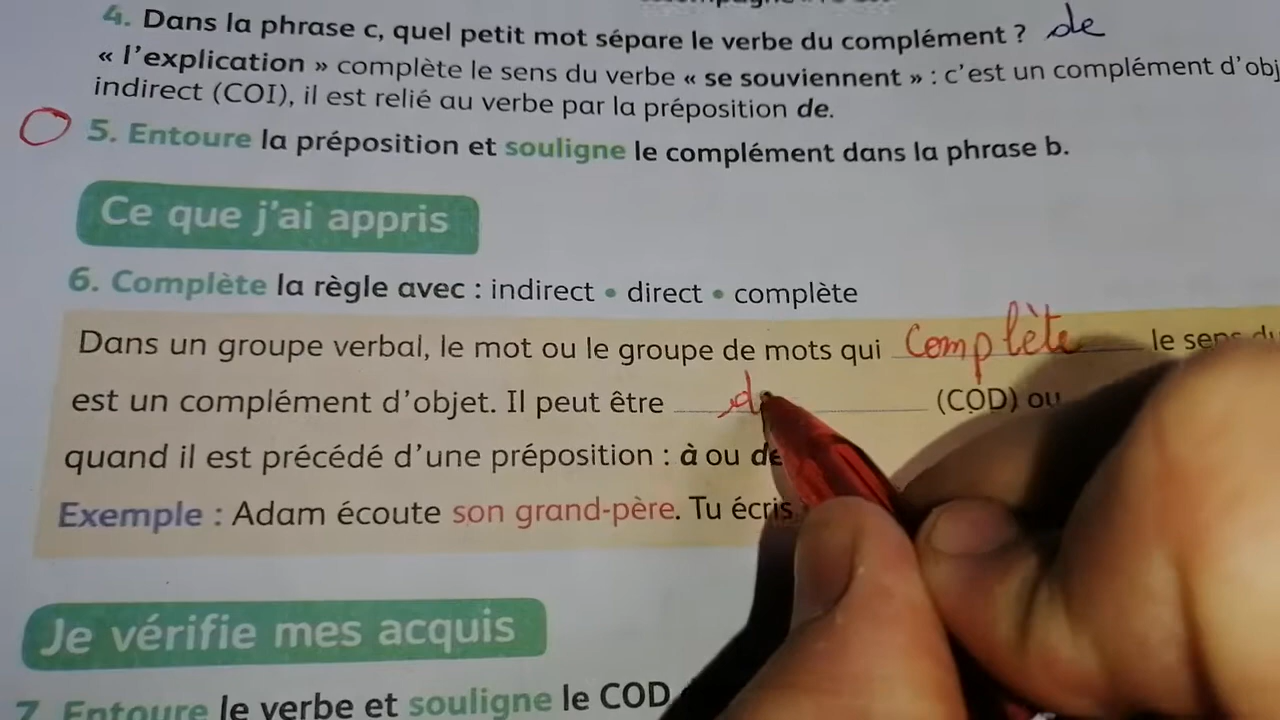 4. Dans la phrase c, quel petit mot sépare le verbe du complément ? de
« l'explication » complète le sens du verbe « se souviennent » : c'est un complément d'obj
indirect (COI), il est relié au verbe par la préposition de.
5. Entoure la préposition et souligne le complément dans la phrase b.
Ce que j'ai appris
6. Complète la règle avec : indirect • direct • complète
Dans un groupe verbal, le mot ou le groupe de mots qui complète le sens du
est un complément d'objet. Il peut être d (COD) ou
quand il est précédé d'une préposition : à ou de
Exemple : Adam écoute son grand-père. Tu écris
Je vérifie mes acquis
7. Entoure le verbe et souligne le COD